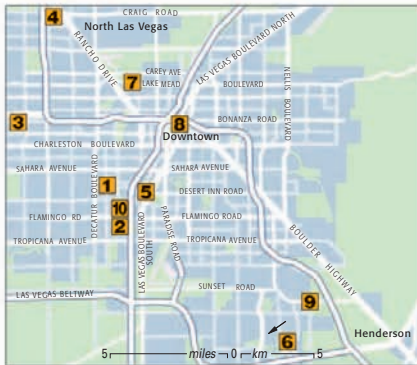 4
CRAIG ROAD
North Las Vegas
RANCHO DRIVE
LAS VEGAS BOULEVARD NORTH
CAREY AVE
7
LAKE MEAD BOULEVARD
NELLIS BOULEVARD
3
8
BONANZA ROAD
CHARLESTON BOULEVARD
Downtown
SAHARA AVENUE
SAHARA AVENUE
1
5
DESERT INN ROAD
DECATUR BOULEVARD
10
FLAMINGO RD
FLAMINGO ROAD
2
TROPICANA AVENUE
TROPICANA AVENUE
LAS VEGAS BOULEVARD SOUTH
PARADISE ROAD
BOULDER HIGHWAY
SUNSET ROAD
LAS VEGAS BELTWAY
9
Henderson
6
5 miles 0 km 5